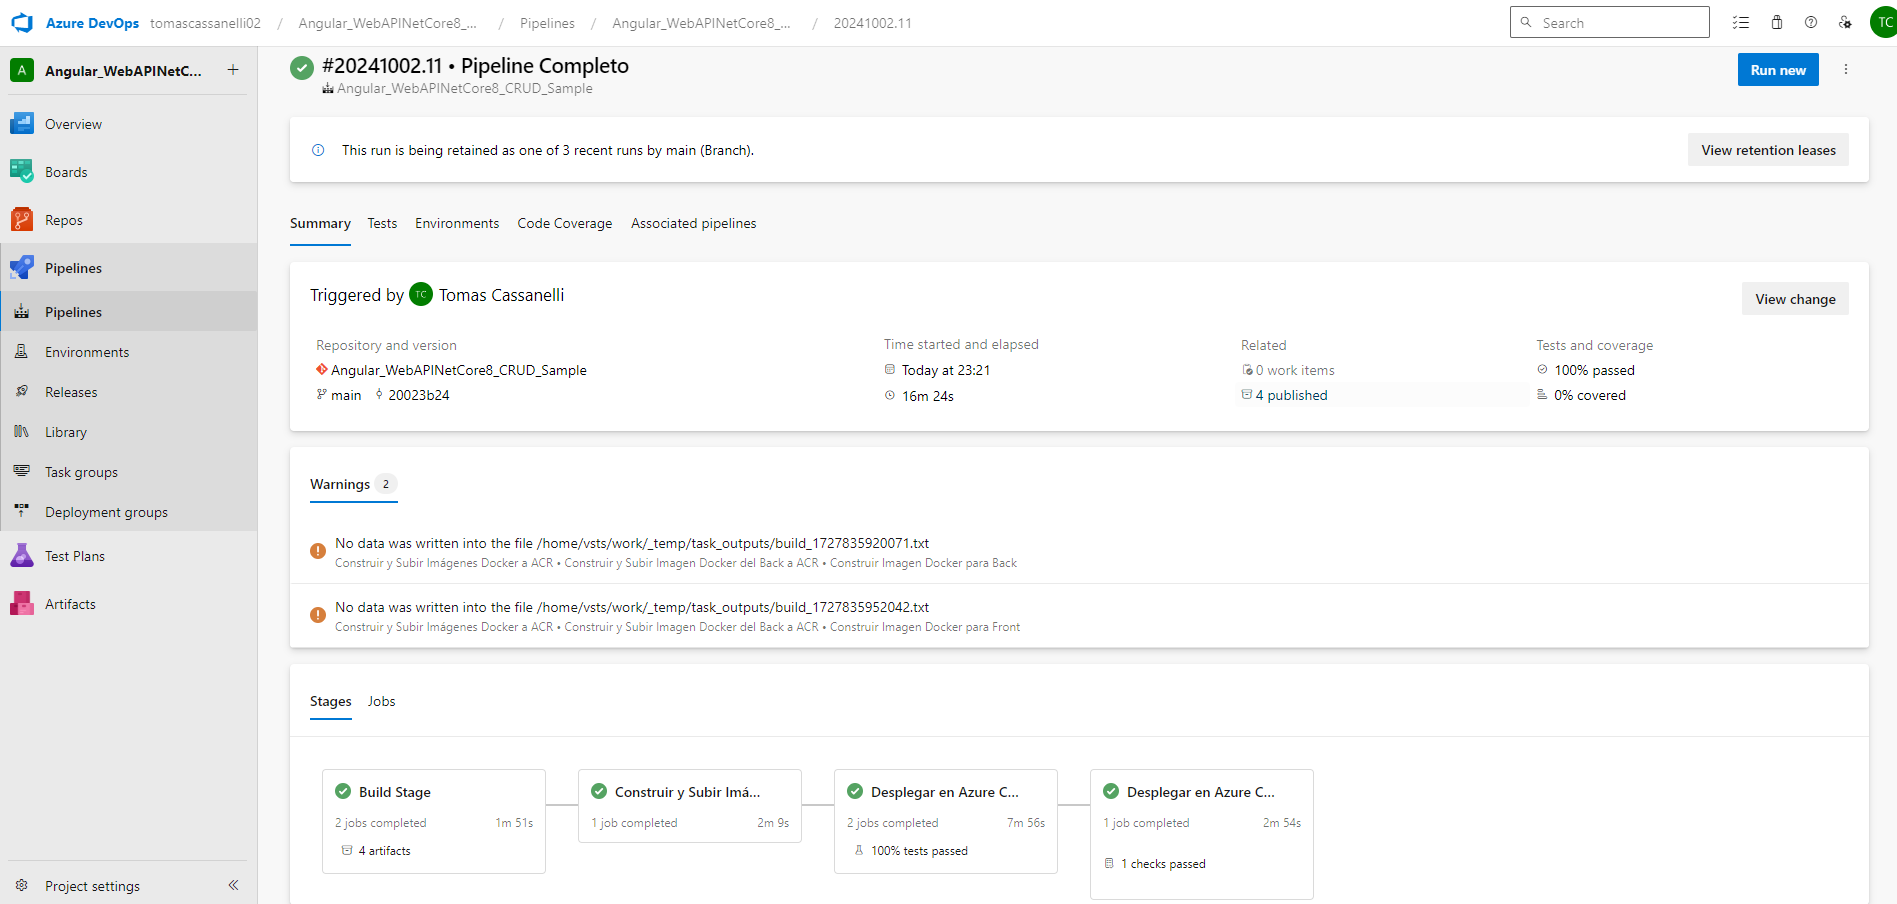 Azure DevOps tomascassanelli02 / Angular_WebAPINetCore8_CRUD_... / Pipelines / Angular_WebAPINetCore8_... / 20241002.11 Search TC
A Angular_WebAPINetC... +
Overview
Boards
Repos
Pipelines
Pipelines
Environments
Releases
Library
Task groups
Deployment groups
Test Plans
Artifacts
Project settings
#20241002.11 • Pipeline Completo
Angular_WebAPINetCore8_CRUD_Sample
Run new
This run is being retained as one of 3 recent runs by main (Branch).
View retention leases
Summary Tests Environments Code Coverage Associated pipelines
Triggered by TC Tomas Cassanelli
View change
Repository and version
Angular_WebAPINetCore8_CRUD_Sample
main 20023b24
Time started and elapsed
Today at 23:21
16m 24s
Related
0 work items
4 published
Tests and coverage
100% passed
0% covered
Warnings 2
No data was written into the file /home/vsts/work/_temp/task_outputs/build_1727835920071.txt
Construir y Subir Imágenes Docker a ACR • Construir y Subir Imagen Docker del Back a ACR • Construir Imagen Docker para Back
No data was written into the file /home/vsts/work/_temp/task_outputs/build_1727835952042.txt
Construir y Subir Imágenes Docker a ACR • Construir y Subir Imagen Docker del Back a ACR • Construir Imagen Docker para Front
Stages Jobs
Build Stage
2 jobs completed 1m 51s
4 artifacts
Construir y Subir Imá...
1 job completed 2m 9s
Desplegar en Azure C...
2 jobs completed 7m 56s
100% tests passed
Desplegar en Azure C...
1 job completed 2m 54s
1 checks passed